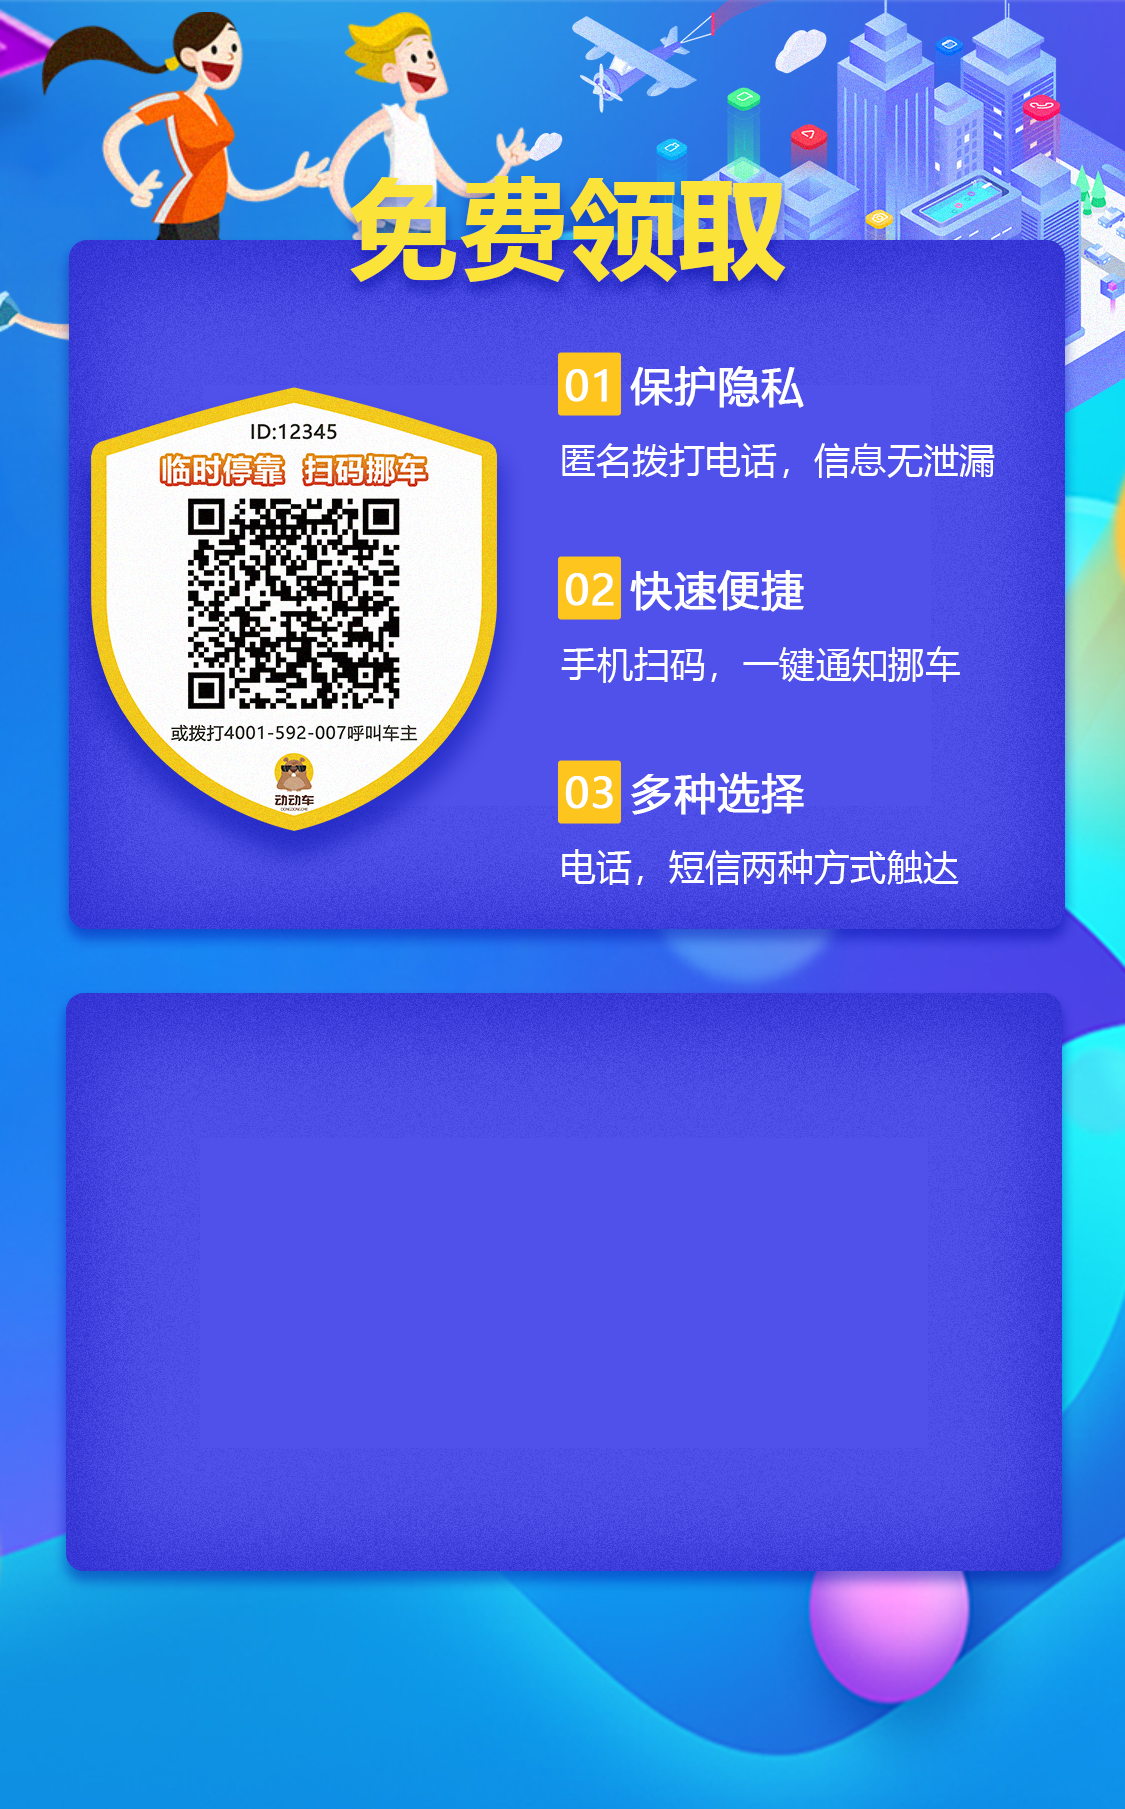 免费领取
ID:12345
临时停靠 扫码挪车
或拨打4001-592-007呼叫车主
动动车
01 保护隐私
匿名拨打电话，信息无泄漏
02 快速便捷
手机扫码，一键通知挪车
03 多种选择
电话，短信两种方式触达